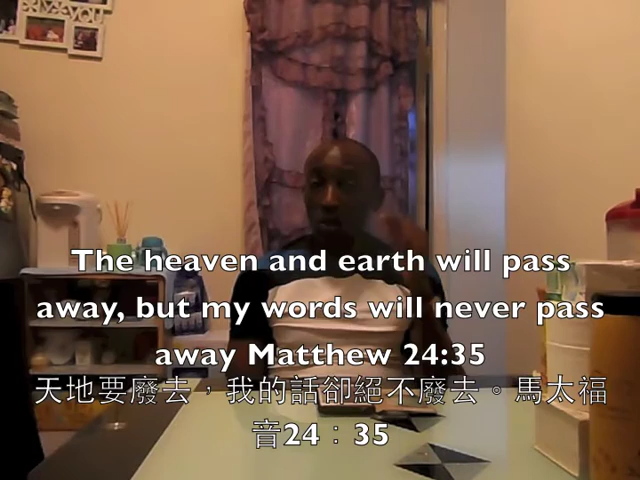 The heaven and earth will pass
away, but my words will never pass
away Matthew 24:35
天地要廢去，我的話卻絕不廢去。馬太福
音24：35